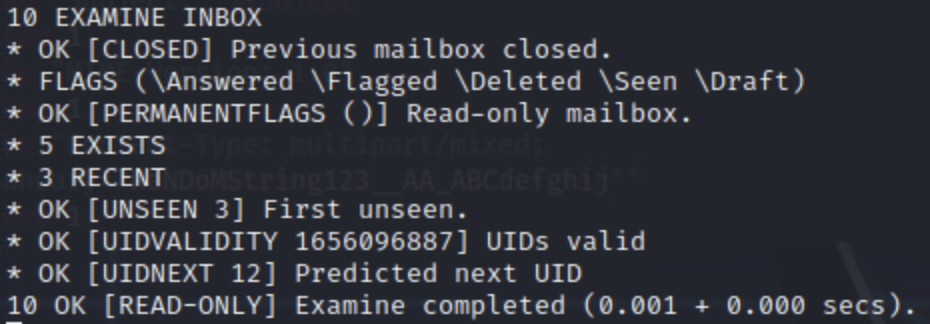 10 EXAMINE INBOX
* OK [CLOSED] Previous mailbox closed.
* FLAGS (\Answered \Flagged \Deleted \Seen \Draft)
* OK [PERMANENTFLAGS ()] Read-only mailbox.
* 5 EXISTS
* 3 RECENT
* OK [UNSEEN 3] First unseen.
* OK [UIDVALIDITY 1656096887] UIDs valid
* OK [UIDNEXT 12] Predicted next UID
10 OK [READ-ONLY] Examine completed (0.001 + 0.000 secs).